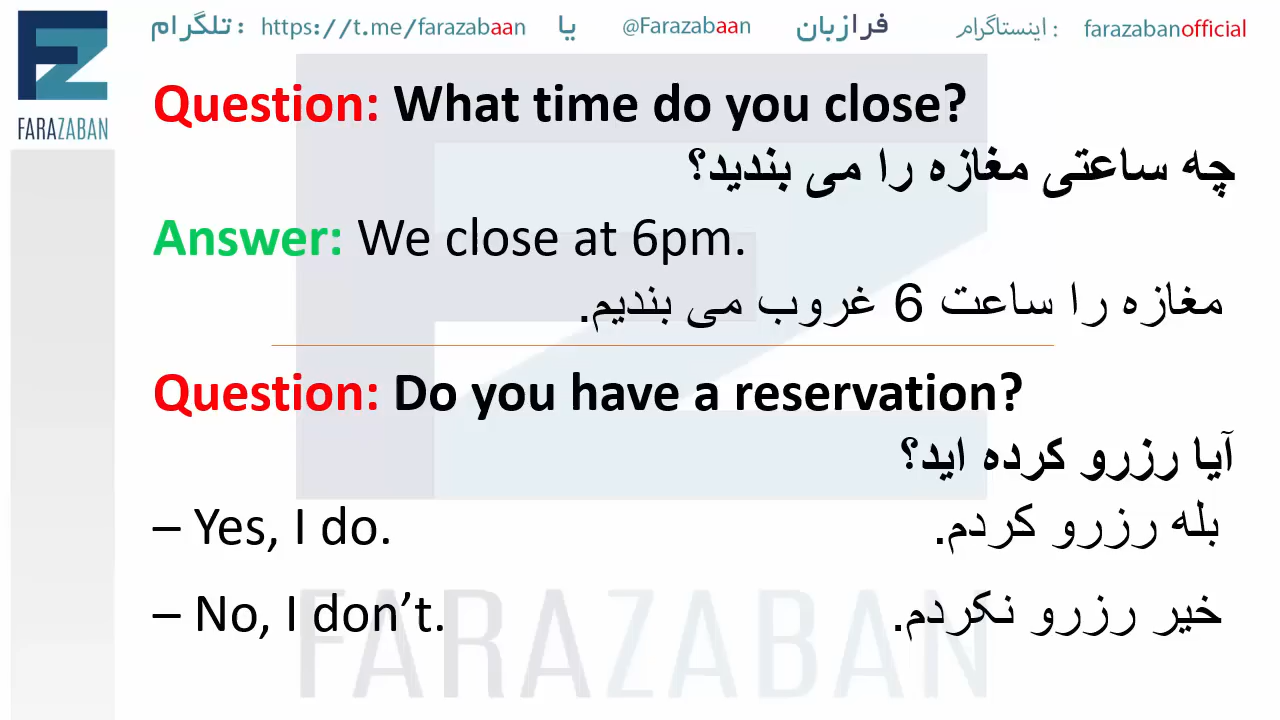 تلگرام : https://t.me/farazabaan یا @Farazabaan فرازبان اینستاگرام : farazabanofficial
FARAZABAN
Question: What time do you close?
چه ساعتی مغازه را می بندید؟
Answer: We close at 6pm.
مغازه را ساعت 6 غروب می بندیم.
Question: Do you have a reservation?
آیا رزرو کرده اید؟
– Yes, I do. بله رزرو کردم.
– No, I don’t. خیر رزرو نکردم.
FARAZABAN